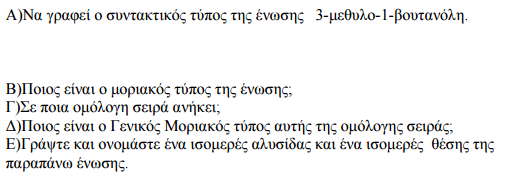 Α)Να γραφεί ο συντακτικός τύπος της ένωσης 3-μεθυλο-1-βουτανόλη.
Β)Ποιος είναι ο μοριακός τύπος της ένωσης;
Γ)Σε ποια ομόλογη σειρά ανήκει;
Δ)Ποιος είναι ο Γενικός Μοριακός τύπος αυτής της ομόλογης σειράς;
Ε)Γράψτε και ονομάστε ένα ισομερές αλυσίδας και ένα ισομερές θέσης της
παραπάνω ένωσης.